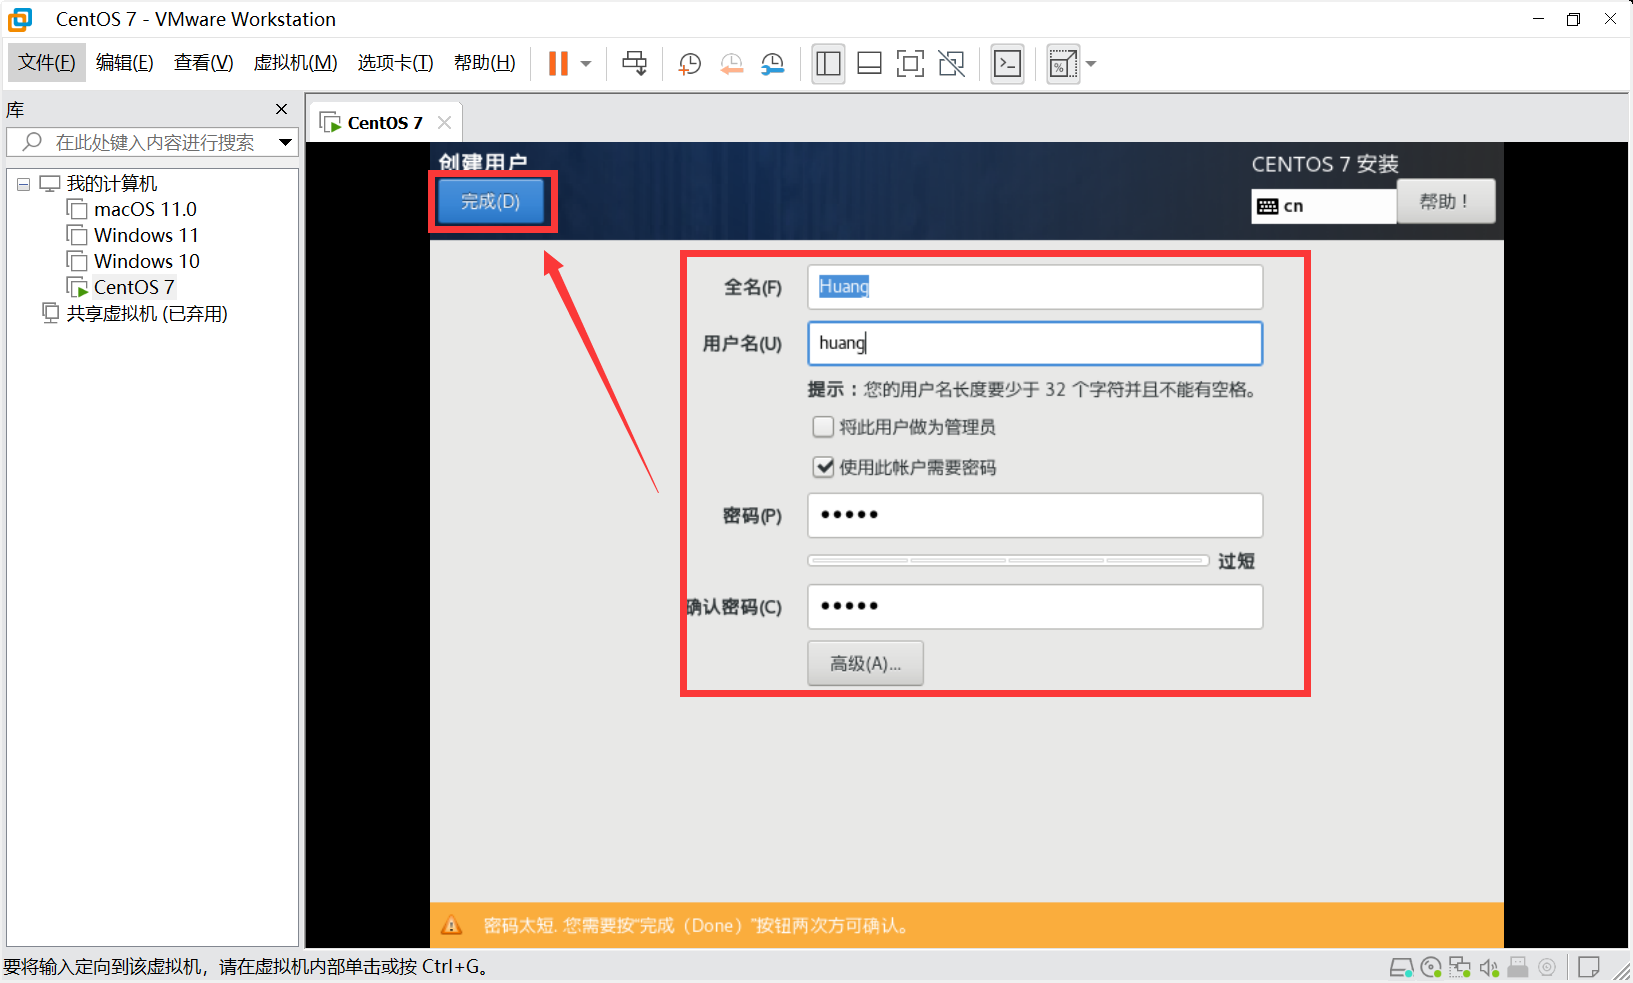 CentOS 7 - VMware Workstation
文件(F) 编辑(E) 查看(V) 虚拟机(M) 选项卡(T) 帮助(H)
库
在此处键入内容进行搜索
我的计算机
macOS 11.0
Windows 11
Windows 10
CentOS 7
共享虚拟机 (已弃用)
CentOS 7
创建用户
完成(D)
CENTOS 7 安装
cn
帮助！
全名(F) Huang
用户名(U) huang
提示：您的用户名长度要少于 32 个字符并且不能有空格。
将此用户做为管理员
使用此帐户需要密码
密码(P) •••••
过短
确认密码(C) •••••
高级(A)...
密码太短. 您需要按“完成（Done）”按钮两次方可确认。
要将输入定向到该虚拟机，请在虚拟机内部单击或按 Ctrl+G。